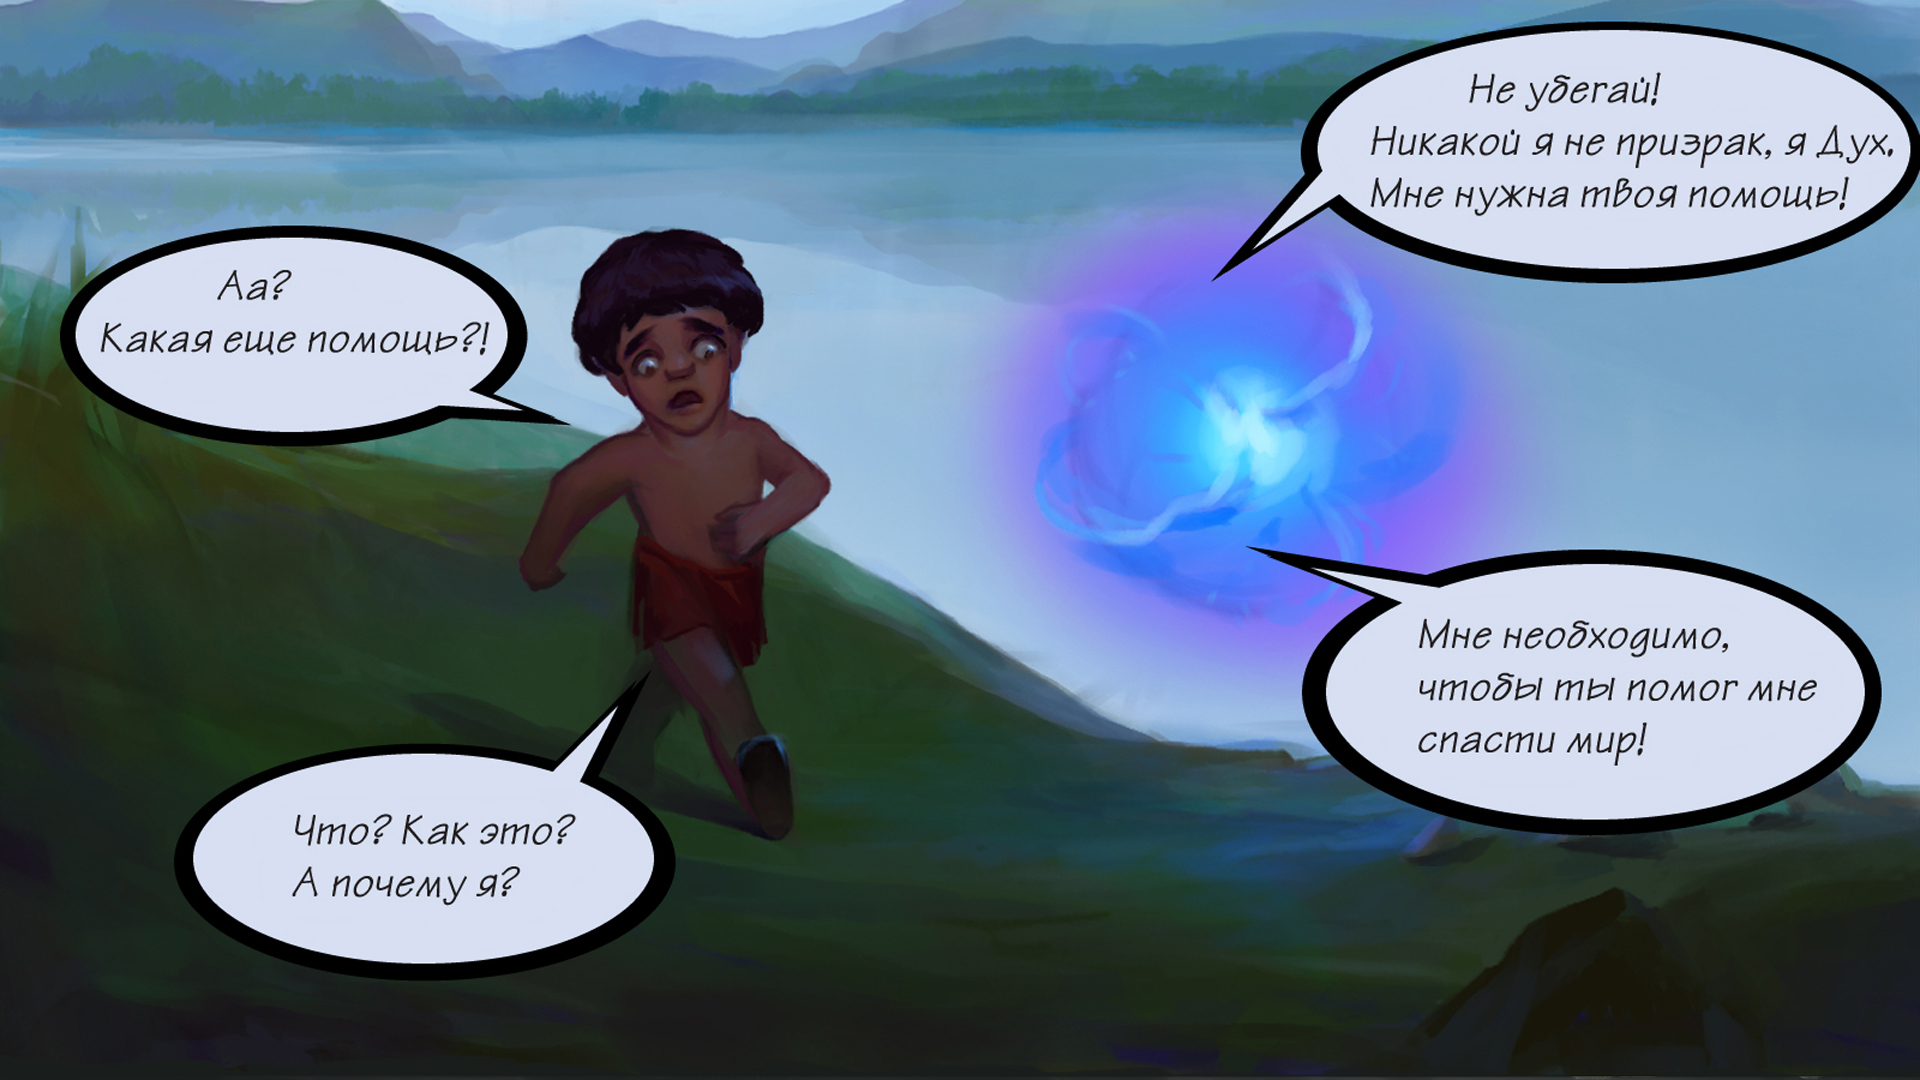 Не убегай!
Никакой я не призрак, я Дух.
Мне нужна твоя помощь!
Аа?
Какая еще помощь?!
Мне необходимо,
чтобы ты помог мне
спасти мир!
Что? Как это?
А почему я?